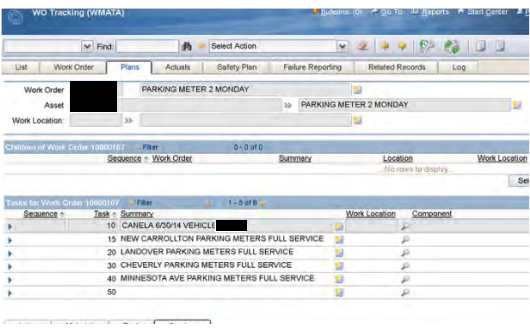 WO Tracking (WMATA)
Bulletins: (0) Go To Reports Start Center
Find: Select Action
List Work Order Plans Actuals Safety Plan Failure Reporting Related Records Log
Work Order PARKING METER 2 MONDAY
Asset >> PARKING METER 2 MONDAY
Work Location: >>
Children of Work Order 10600107 Filter 0 - 0 of 0
Sequence Work Order Summary Location Work Location
No rows to display
Sel
Tasks for Work Order 10600107 Filter 1 - 6 of 6
Sequence Task Summary Work Location Component
10 CANELA 6/30/14 VEHICLE
15 NEW CARROLLTON PARKING METERS FULL SERVICE
20 LANDOVER PARKING METERS FULL SERVICE
30 CHEVERLY PARKING METERS FULL SERVICE
40 MINNESOTA AVE PARKING METERS FULL SERVICE
50